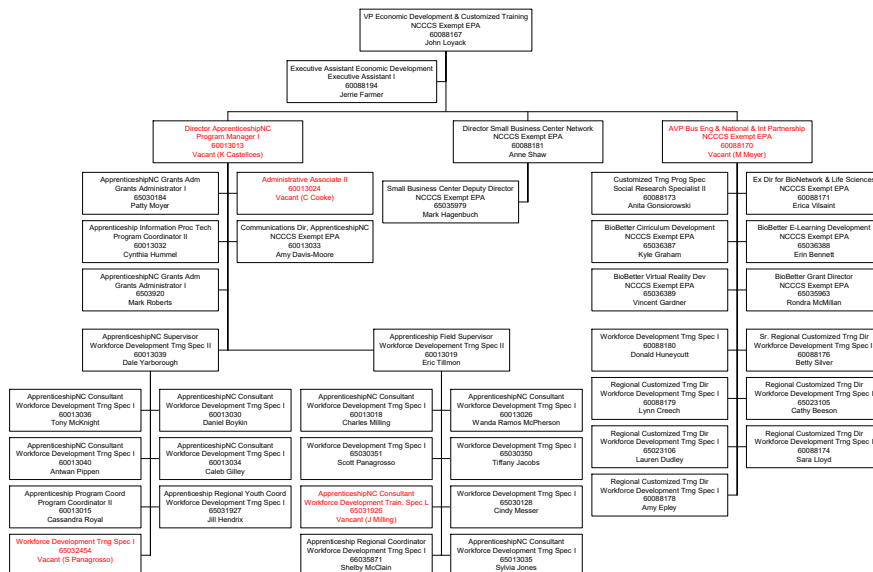 VP Economic Development & Customized Training
NCCCS Exempt EPA
60088167
John Loyack
Executive Assistant Economic Development
Executive Assistant I
60088194
Jerrie Farmer
Director ApprenticeshipNC
Program Manager I
60013013
Vacant (K Castelloes)
Director Small Business Center Network
NCCCS Exempt EPA
60088181
Anne Shaw
AVP Bus Eng & National & Int Partnership
NCCCS Exempt EPA
60088170
Vacant (M Meyer)
ApprenticeshipNC Grants Adm
Grants Administrator I
65030184
Patty Moyer
Administrative Associate II
60013024
Vacant (C Cooke)
Small Business Center Deputy Director
NCCCS Exempt EPA
65035979
Mark Hagenbuch
Customized Trng Prog Spec
Social Research Specialist II
60088173
Anita Gonsiorowski
Ex Dir for BioNetwork & Life Sciences
NCCCS Exempt EPA
60088171
Erica Vilsaint
Apprenticeship Information Proc Tech
Program Coordinator II
60013032
Cynthia Hummel
Communications Dir, ApprenticeshipNC
NCCCS Exempt EPA
60013033
Amy Davis-Moore
BioBetter Cirriculum Development
NCCCS Exempt EPA
65036387
Kyle Graham
BioBetter E-Learning Development
NCCCS Exempt EPA
65036388
Erin Bennett
ApprenticeshipNC Grants Adm
Grants Administrator I
6503920
Mark Roberts
BioBetter Virtual Reality Dev
NCCCS Exempt EPA
65036389
Vincent Gardner
BioBetter Grant Director
NCCCS Exempt EPA
65035963
Rondra McMillan
ApprenticeshipNC Supervisor
Workforce Development Trng Spec II
60013039
Dale Yarborough
Apprenticeship Field Supervisor
Workforce Developement Trng Spec II
60013019
Eric Tillmon
Workforce Development Trng Spec I
60088180
Donald Huneycutt
Sr. Regional Customized Trng Dir
Workforce Development Trng Spec II
60088176
Betty Silver
ApprenticeshipNC Consultant
Workforce Development Trng Spec I
60013036
Tony McKnight
ApprenticeshipNC Consultant
Workforce Development Trng Spec I
60013030
Daniel Boykin
ApprenticeshipNC Consultant
Workforce Development Trng Spec I
60013018
Charles Milling
ApprenticeshipNC Consultant
Workforce Development Trng Spec I
60013026
Wanda Ramos McPherson
Regional Customized Trng Dir
Workforce Development Trng Spec I
60088179
Lynn Creech
Regional Customized Trng Dir
Workforce Development Trng Spec I
65023105
Cathy Beeson
ApprenticeshipNC Consultant
Workforce Development Trng Spec I
60013040
Antwan Pippen
ApprenticeshipNC Consultant
Workforce Development Trng Spec I
60013034
Caleb Gilley
Workforce Development Trng Spec I
65030351
Scott Panagrosso
Workforce Development Trng Spec I
65030350
Tiffany Jacobs
Regional Customized Trng Dir
Workforce Development Trng Spec I
65023106
Lauren Dudley
Regional Customized Trng Dir
Workforce Development Trng Spec I
60088174
Sara Lloyd
Apprenticeship Program Coord
Program Coordinator II
60013015
Cassandra Royal
Apprenticeship Regional Youth Coord
Workforce Development Trng Spec I
65031927
Jill Hendrix
ApprenticeshipNC Consultant
Workforce Development Train. Spec L
65031926
Vancant (J Milling)
Workforce Development Trng Spec I
65030128
Cindy Messer
Regional Customized Trng Dir
Workforce Development Trng Spec I
60088178
Amy Epley
Workforce Development Trng Spec I
65032454
Vacant (S Panagrosso)
Apprenticeship Regional Coordinator
Workforce Development Trng Spec I
66035871
Shelby McClain
ApprenticeshipNC Consultant
Workforce Development Trng Spec I
65013035
Sylvia Jones